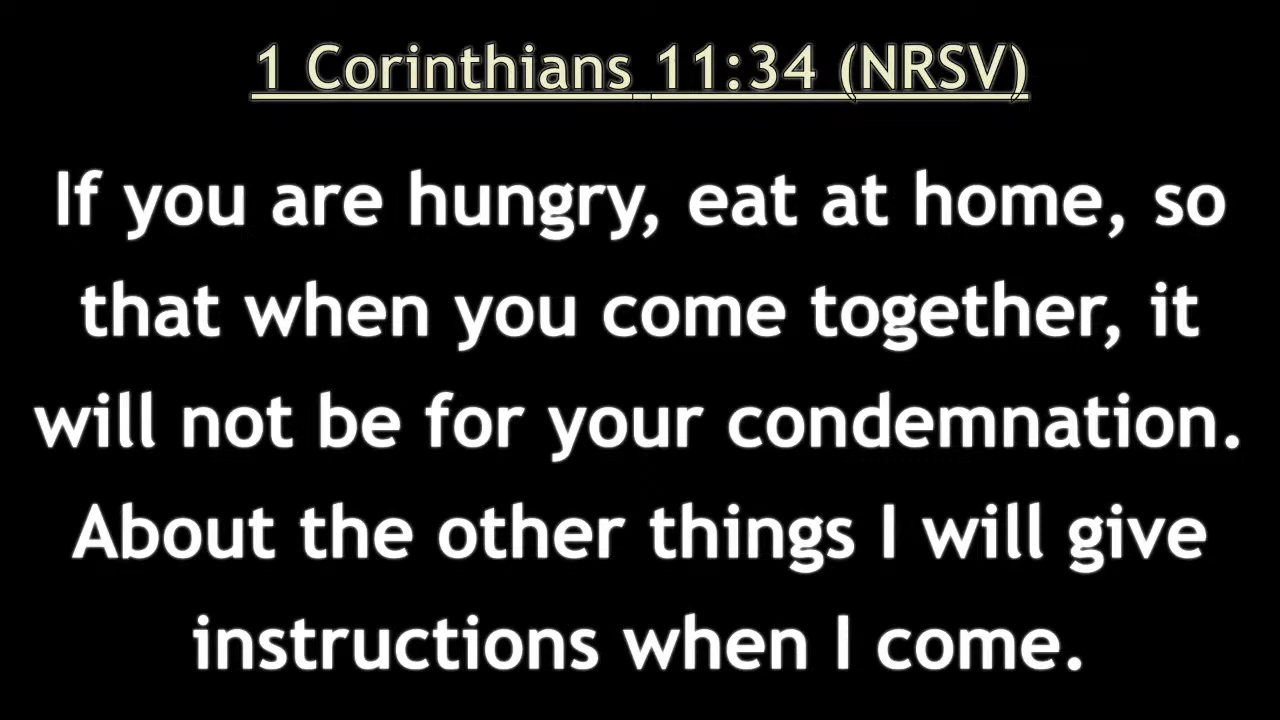 1 Corinthians 11:34 (NRSV)
If you are hungry, eat at home, so
that when you come together, it
will not be for your condemnation.
About the other things I will give
instructions when I come.